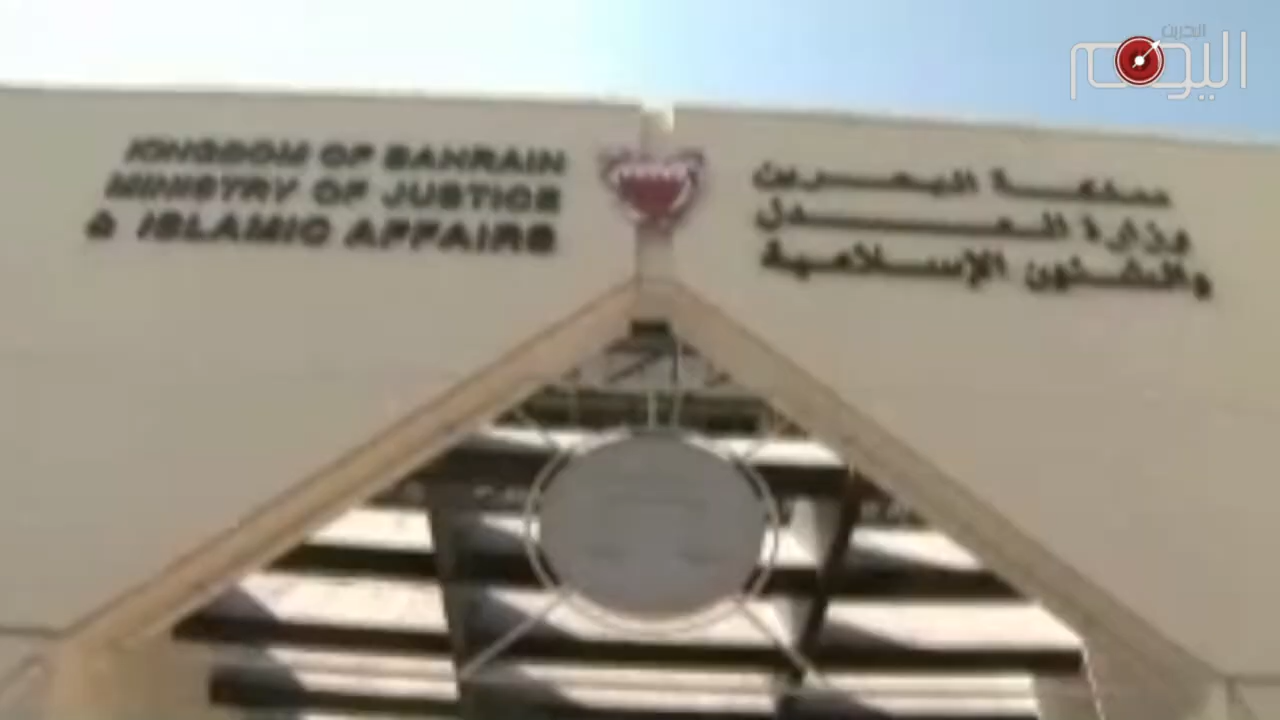 KINGDOM OF BAHRAIN
MINISTRY OF JUSTICE
& ISLAMIC AFFAIRS
مملكة البحرين
وزارة العدل
والشئون الإسلامية
البحرين
اليوم